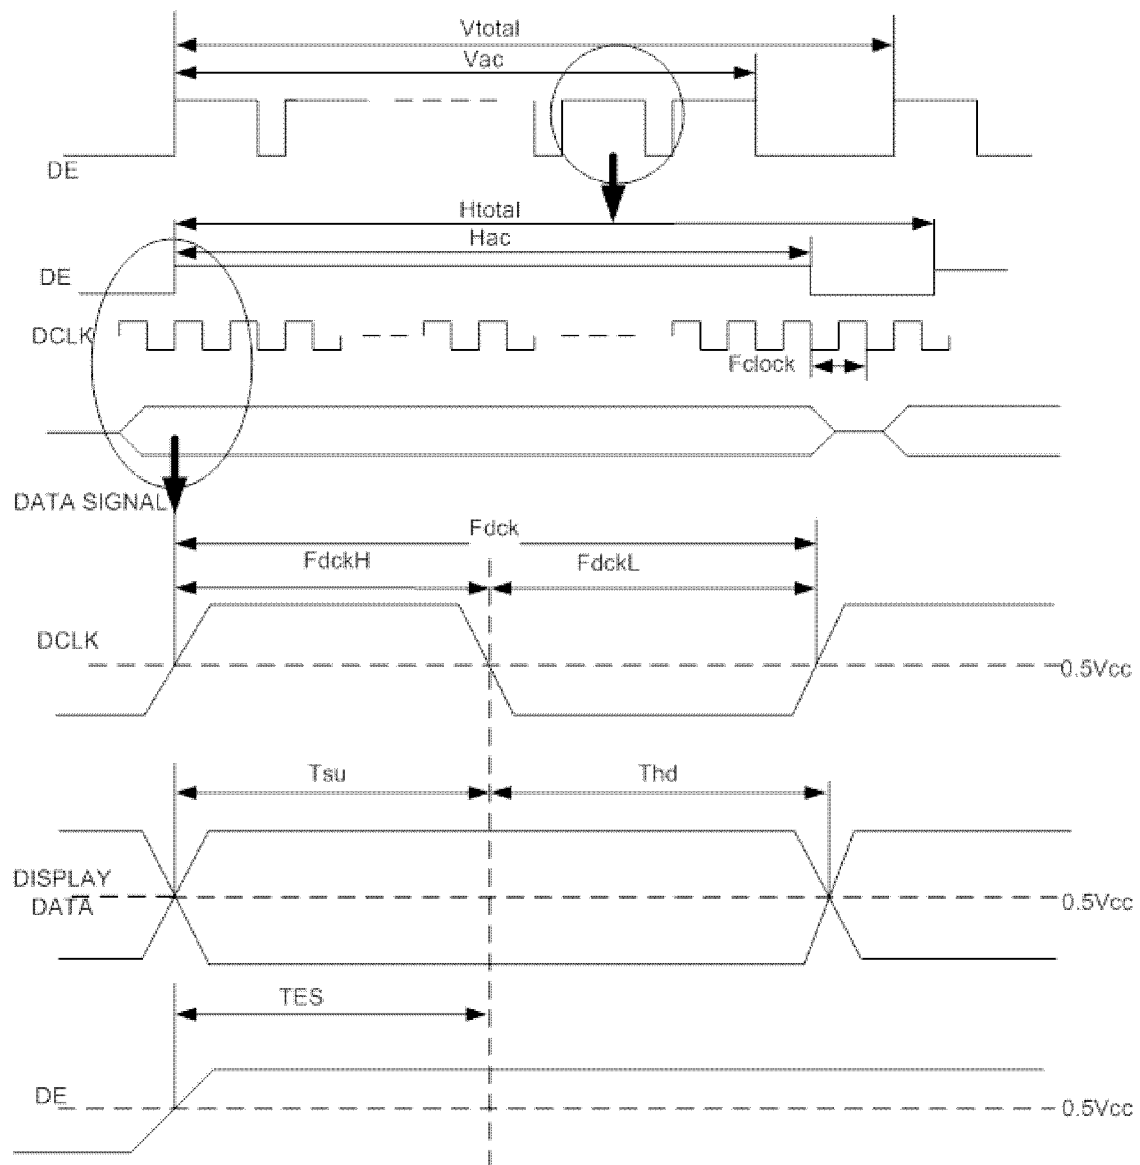 Vtotal
Vac
DE
Htotal
Hac
DE
DCLK
Fclock
DATA SIGNAL
Fdck
FdckH
FdckL
DCLK
0.5Vcc
Tsu
Thd
DISPLAY
DATA
0.5Vcc
TES
DE
0.5Vcc